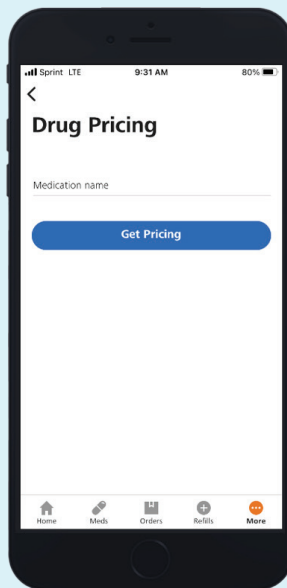 Sprint LTE 9:31 AM 80%
Drug Pricing
Medication name
Get Pricing
Home Meds Orders Refills More